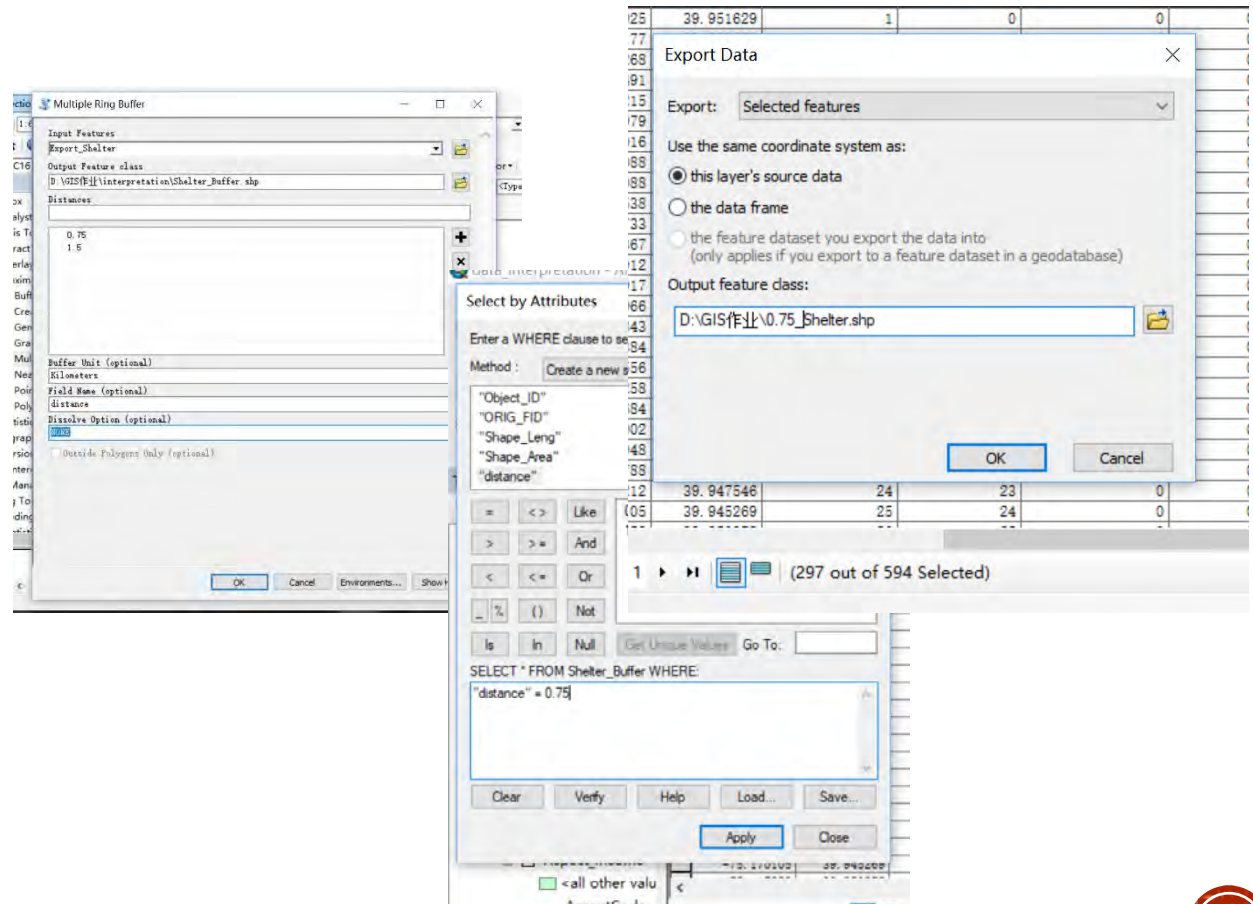 Multiple Ring Buffer
Input Features
Export_Shelter
Output Feature class
D:\GIS作业\interpretation\Shelter_Buffer.shp
Distances
0.75
1.5
Buffer Unit (optional)
Kilometers
Field Name (optional)
distance
Dissolve Option (optional)
NONE
Outside Polygons Only (optional)
OK Cancel Environments...
Select by Attributes
Enter a WHERE clause to se
Method : Create a new s
"Object_ID"
"ORIG_FID"
"Shape_Leng"
"Shape_Area"
"distance"
= <> Like
> >= And
< <= Or
_ % () Not
Is In Null Get Unique Values Go To:
SELECT * FROM Shelter_Buffer WHERE:
"distance" = 0.75
Clear Verify Help Load... Save...
Apply Close
<all other valu
39.951629 1 0 0
Export Data
Export: Selected features
Use the same coordinate system as:
this layer's source data
the data frame
the feature dataset you export the data into
(only applies if you export to a feature dataset in a geodatabase)
Output feature class:
D:\GIS作业\0.75_Shelter.shp
OK Cancel
39.947546 24 23 0
39.945269 25 24 0
1 (297 out of 594 Selected)